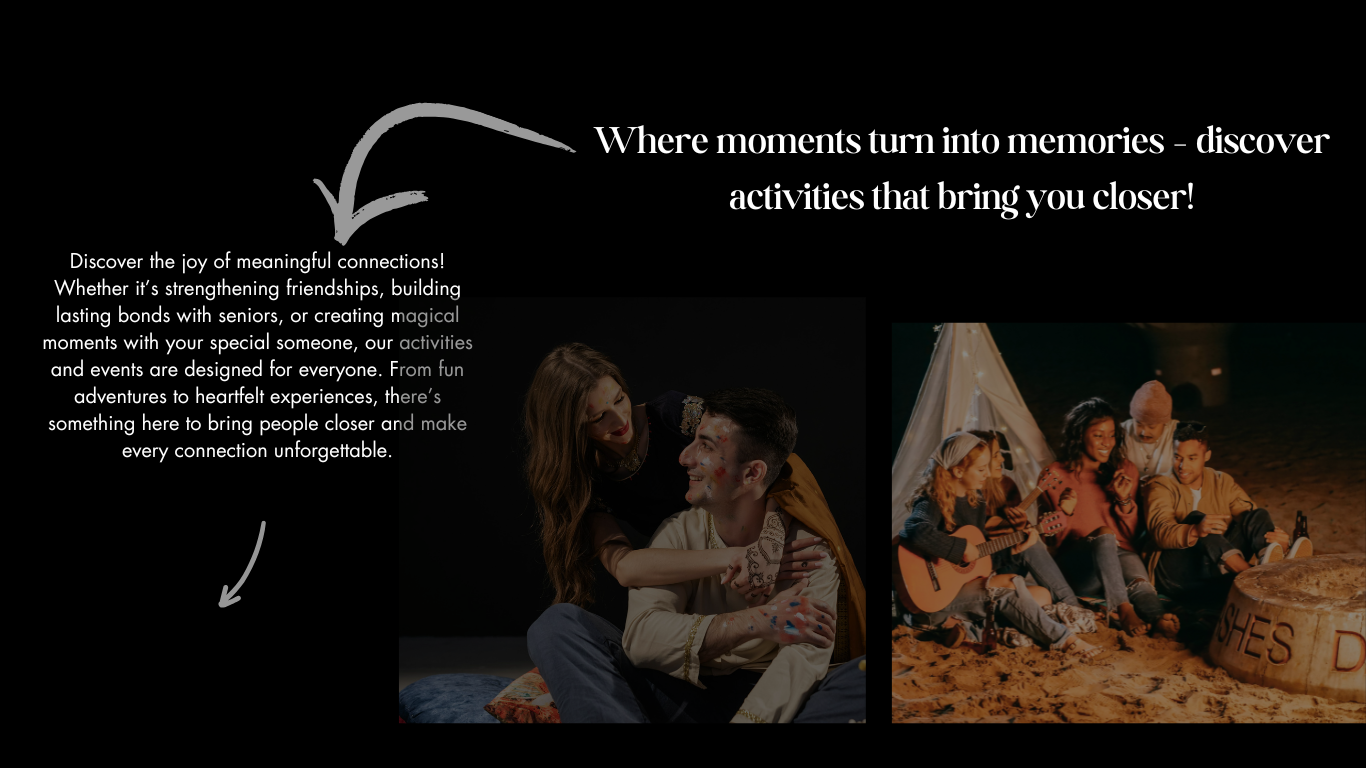 Where moments turn into memories – discover
activities that bring you closer!
Discover the joy of meaningful connections!
Whether it's strengthening friendships, building
lasting bonds with seniors, or creating magical
moments with your special someone, our activities
and events are designed for everyone. From fun
adventures to heartfelt experiences, there's
something here to bring people closer and make
every connection unforgettable.
SHES D